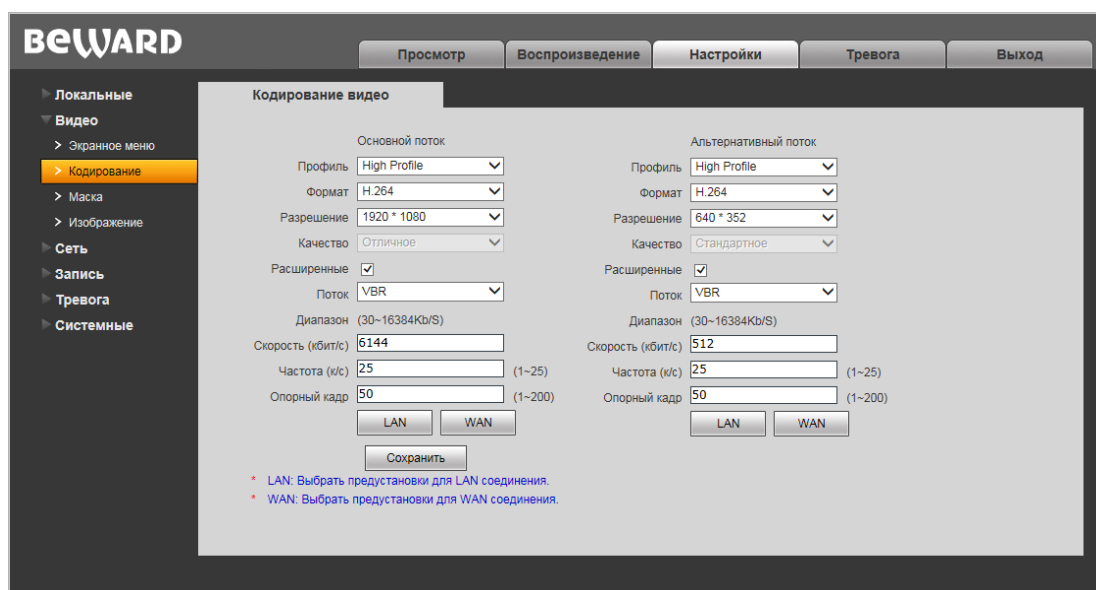 BEWARD
Просмотр Воспроизведение Настройки Тревога Выход
Локальные
Видео
Экранное меню
Кодирование
Маска
Изображение
Сеть
Запись
Тревога
Системные
Кодирование видео
Основной поток Альтернативный поток
Профиль High Profile Профиль High Profile
Формат H.264 Формат H.264
Разрешение 1920 * 1080 Разрешение 640 * 352
Качество Отличное Качество Стандартное
Расширенные Расширенные
Поток VBR Поток VBR
Диапазон (30~16384Kb/S) Диапазон (30~16384Kb/S)
Скорость (кбит/с) 6144 Скорость (кбит/с) 512
Частота (к/с) 25 (1~25) Частота (к/с) 25 (1~25)
Опорный кадр 50 (1~200) Опорный кадр 50 (1~200)
LAN WAN LAN WAN
Сохранить
* LAN: Выбрать предустановки для LAN соединения.
* WAN: Выбрать предустановки для WAN соединения.